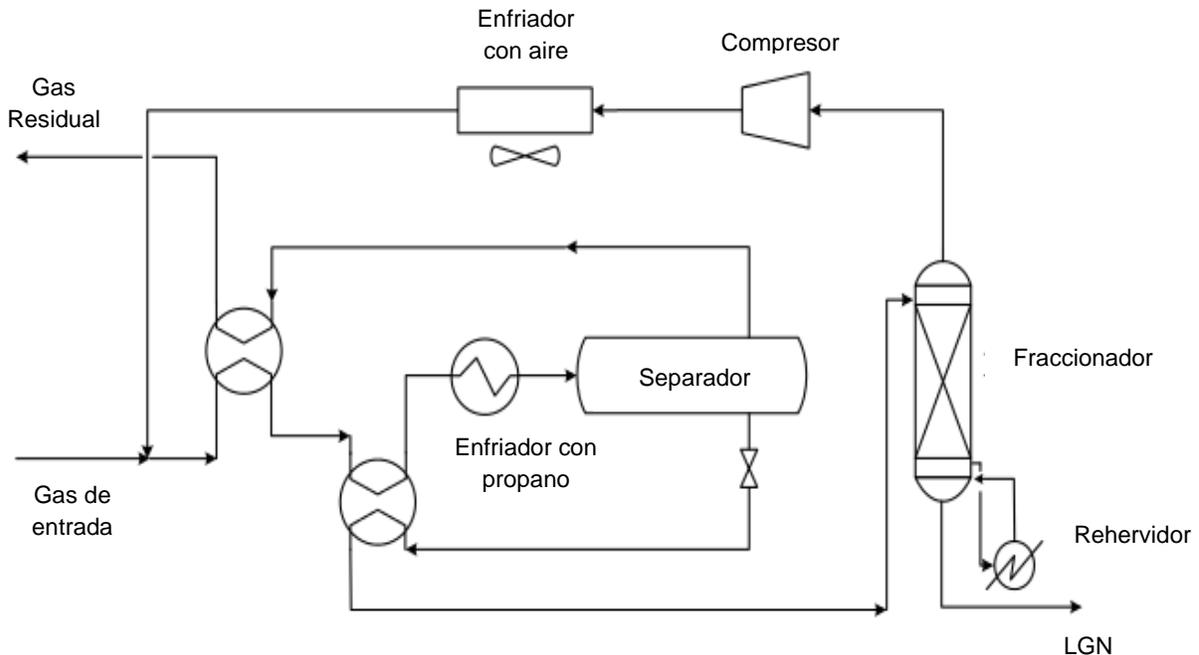 Enfriador
con aire
Compresor
Gas
Residual
Separador
Fraccionador
Enfriador con
propano
Gas de
entrada
Rehervidor
LGN